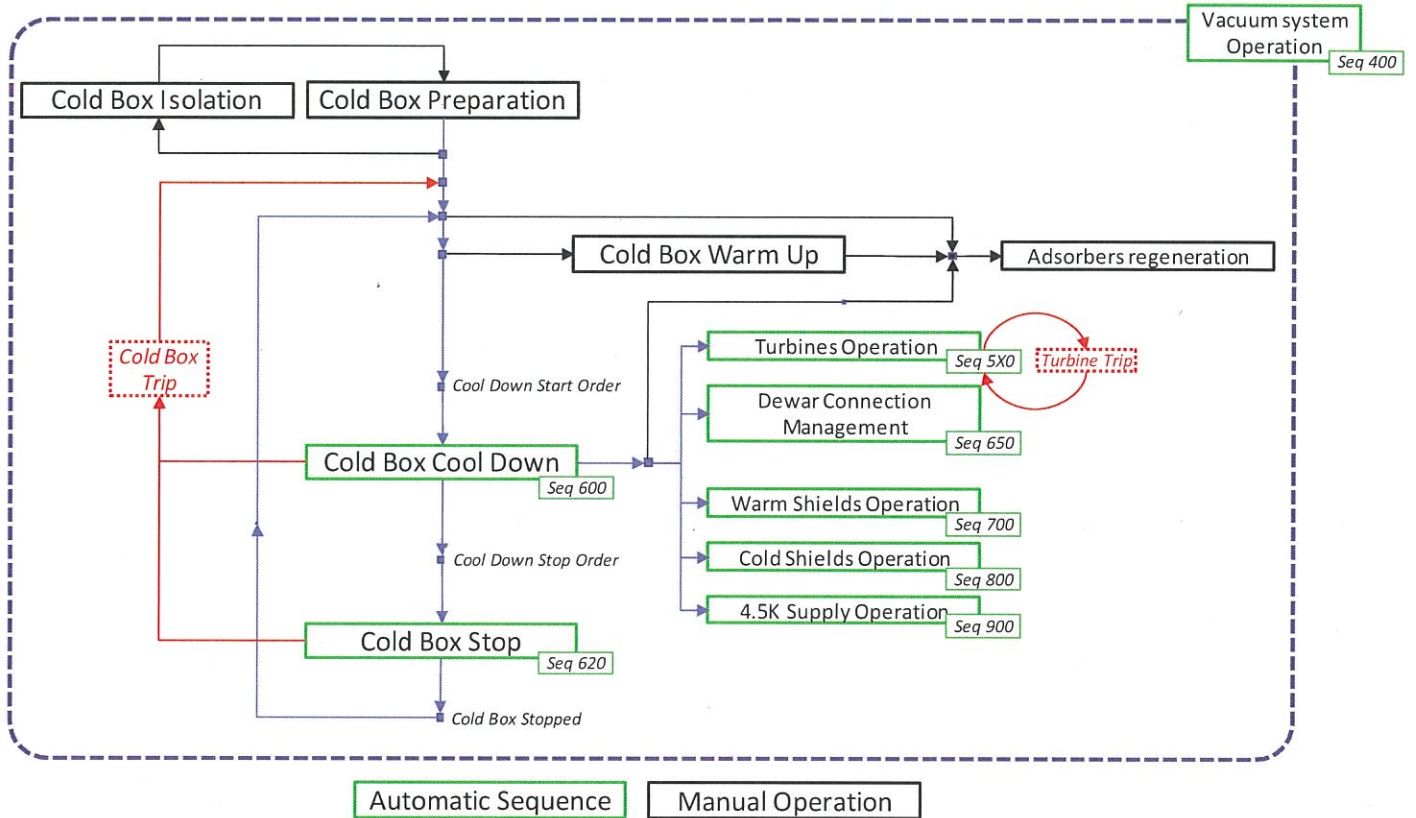 Vacuum system
Operation
Seq 400
Cold Box Isolation
Cold Box Preparation
Cold Box Warm Up
Adsorbers regeneration
Cold Box
Trip
Turbines Operation
Seq 5X0
Turbine Trip
Cool Down Start Order
Dewar Connection
Management
Seq 650
Cold Box Cool Down
Seq 600
Warm Shields Operation
Seq 700
Cool Down Stop Order
Cold Shields Operation
Seq 800
4.5K Supply Operation
Seq 900
Cold Box Stop
Seq 620
Cold Box Stopped
Automatic Sequence
Manual Operation